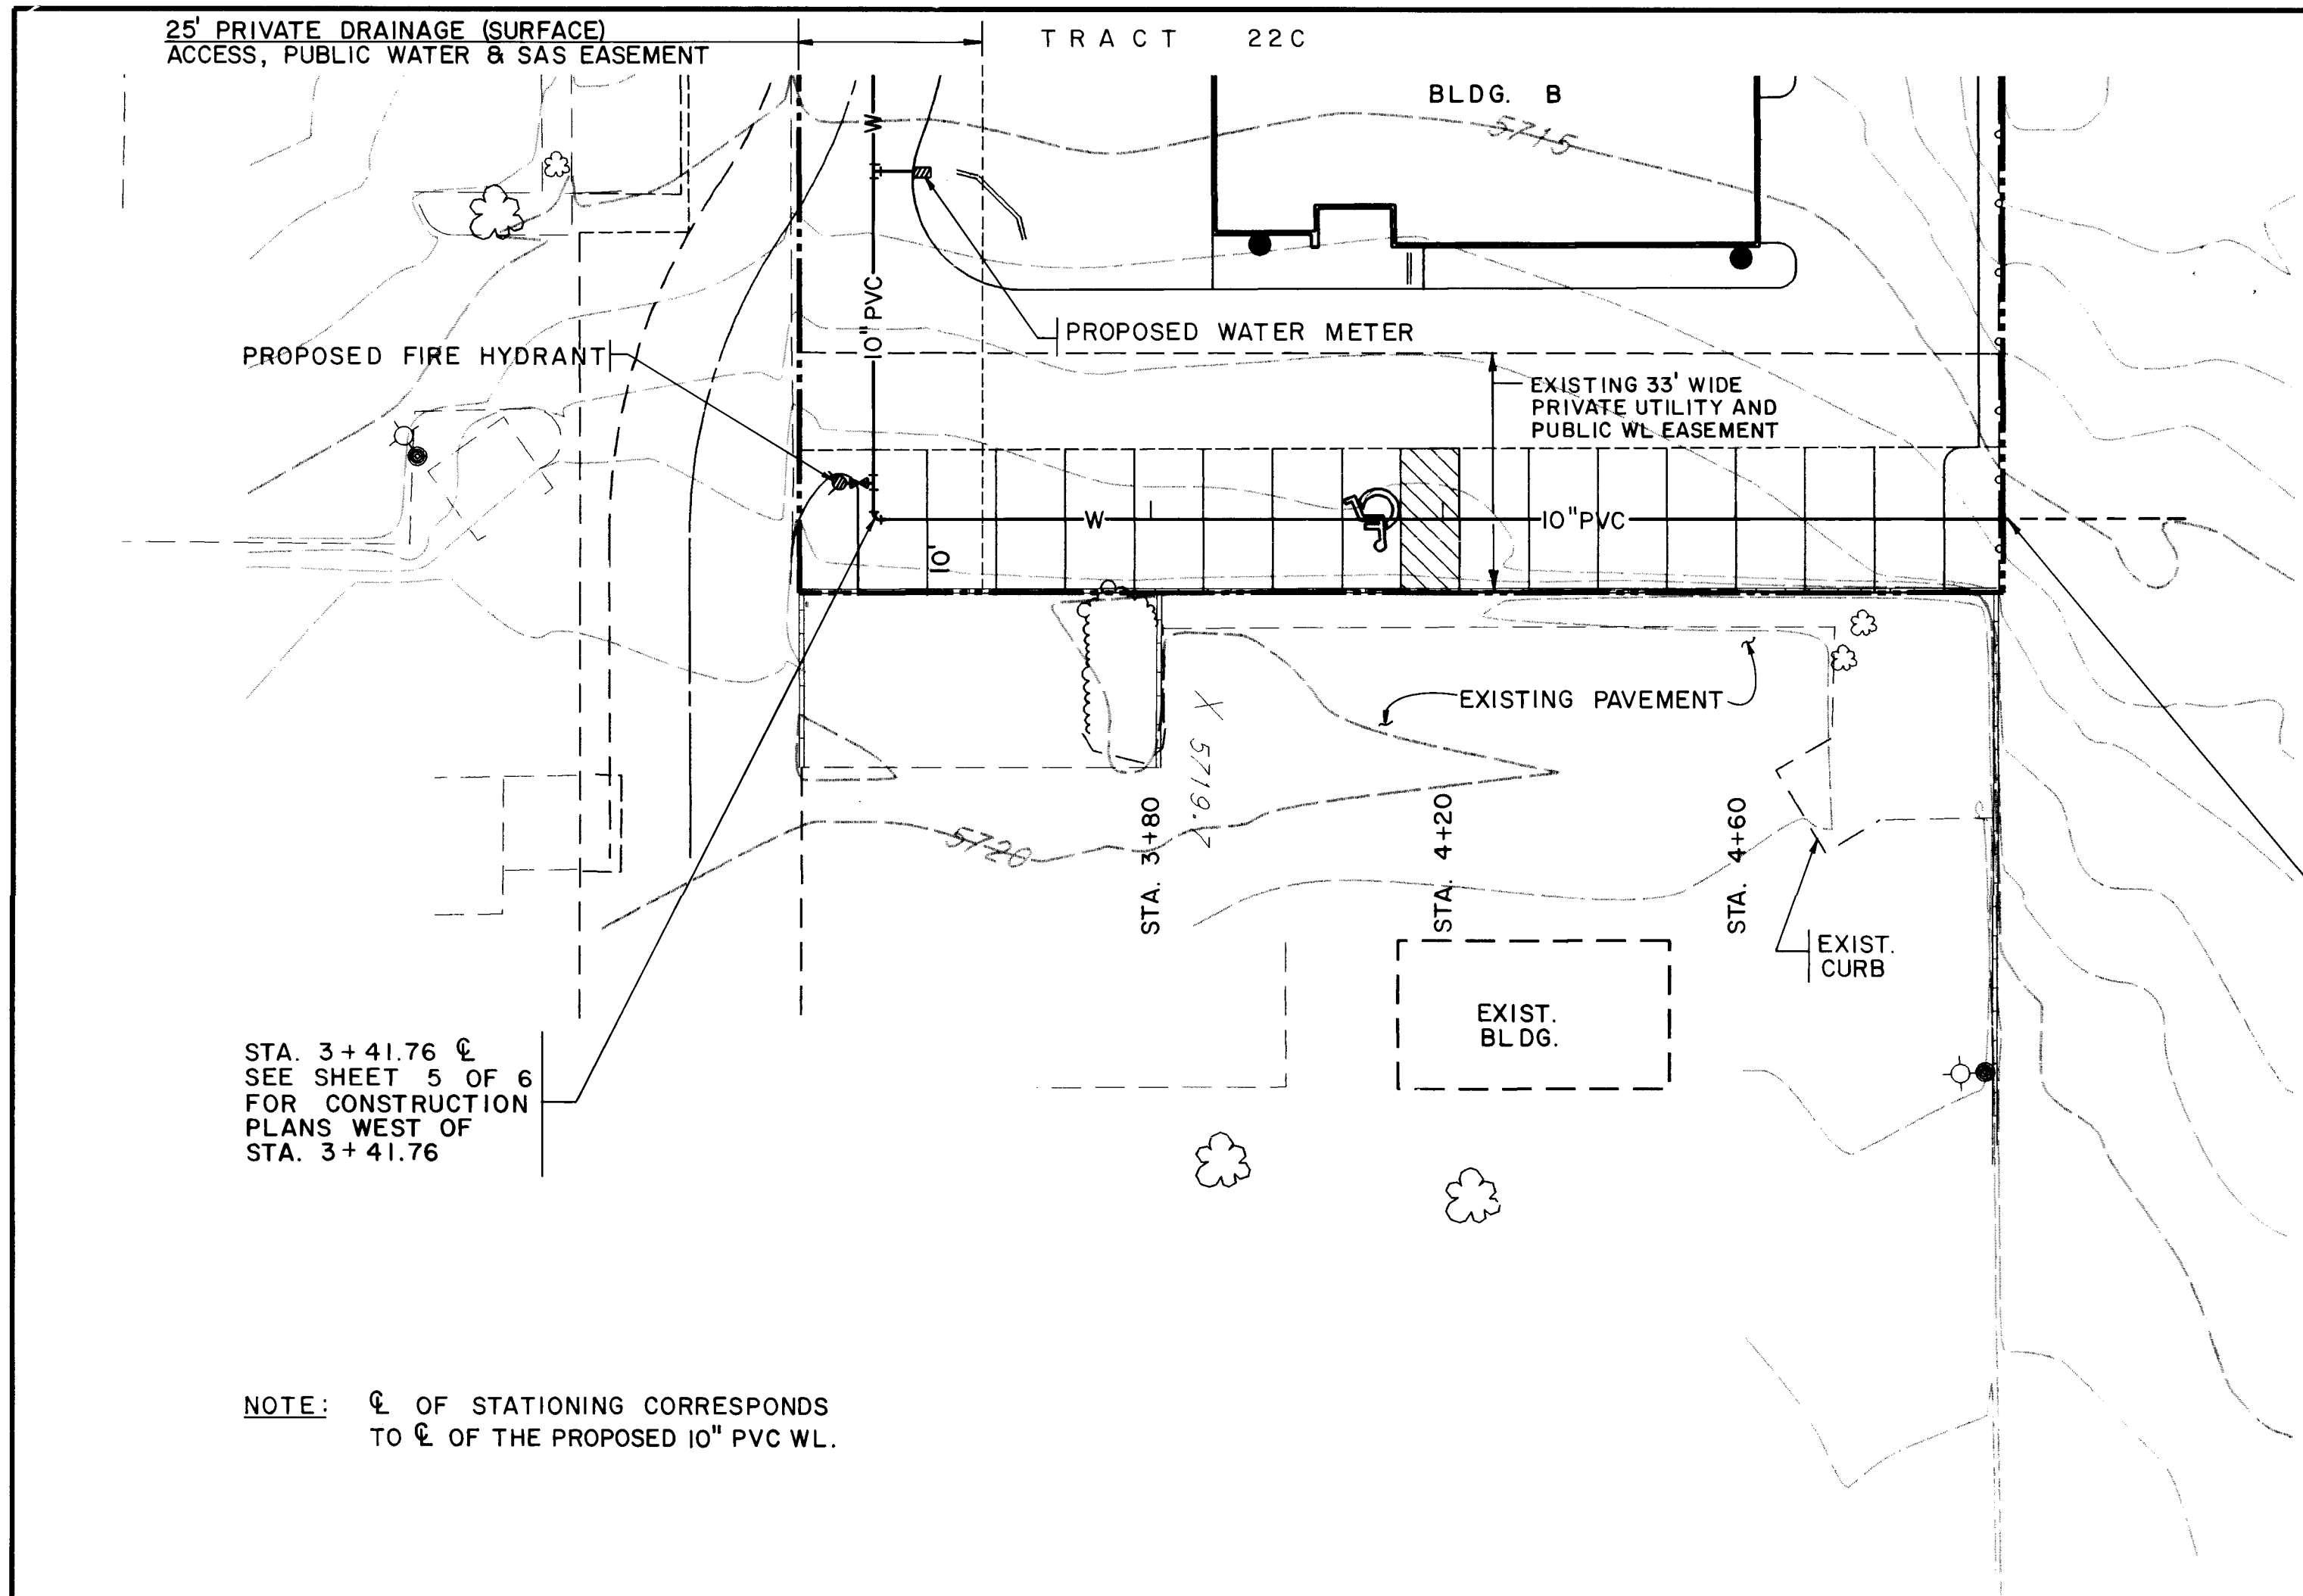 25' PRIVATE DRAINAGE (SURFACE)
ACCESS, PUBLIC WATER & SAS EASEMENT
TRACT 22C
BLDG. B
5715
W
10" PVC
PROPOSED WATER METER
PROPOSED FIRE HYDRANT
EXISTING 33' WIDE
PRIVATE UTILITY AND
PUBLIC WL EASEMENT
W
10" PVC
10'
EXISTING PAVEMENT
X 5719.7
5720
STA. 3+80
STA. 4+20
STA. 4+60
EXIST.
CURB
EXIST.
BLDG.
STA. 3+41.76 ℄
SEE SHEET 5 OF 6
FOR CONSTRUCTION
PLANS WEST OF
STA. 3+41.76
NOTE: ℄ OF STATIONING CORRESPONDS
TO ℄ OF THE PROPOSED 10" PVC WL.